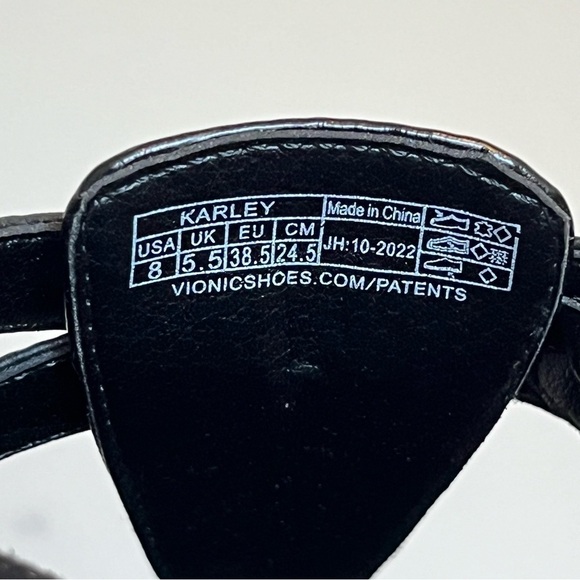 KARLEY
Made in China
USA UK EU CM
8 5.5 38.5 24.5
JH:10-2022
VIONICSHOES.COM/PATENTS